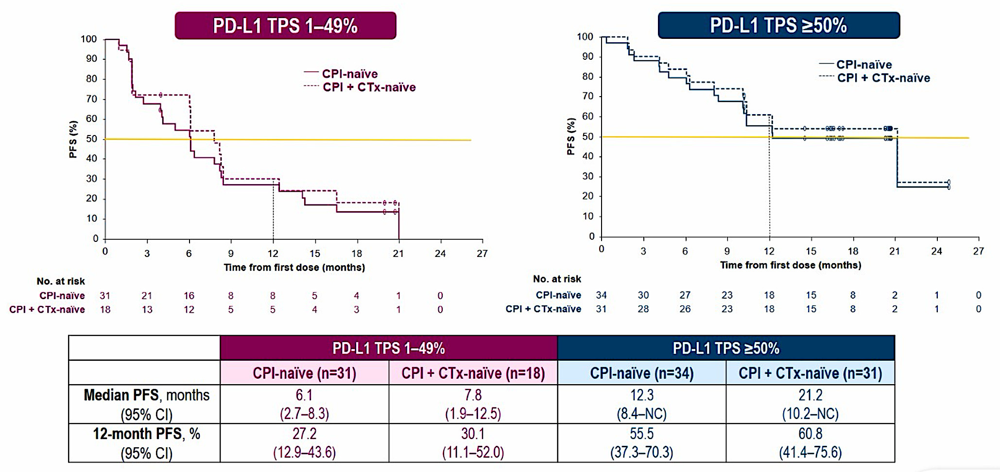 PD-L1 TPS 1–49%
100
90
80
70
60
50
40
30
20
10
0
PFS (%)
CPI-naïve
CPI + CTx-naïve
0 3 6 9 12 15 18 21 24 27
Time from first dose (months)
No. at risk
CPI-naïve 31 21 16 8 8 5 4 1 0
CPI + CTx-naïve 18 13 12 5 5 4 3 1 0
PD-L1 TPS ≥50%
100
90
80
70
60
50
40
30
20
10
0
PFS (%)
CPI-naïve
CPI + CTx-naïve
0 3 6 9 12 15 18 21 24 27
Time from first dose (months)
No. at risk
CPI-naïve 34 30 27 23 18 15 8 2 1 0
CPI + CTx-naïve 31 28 26 23 18 15 8 2 1 0
PD-L1 TPS 1–49% PD-L1 TPS ≥50%
CPI-naïve (n=31) CPI + CTx-naïve (n=18) CPI-naïve (n=34) CPI + CTx-naïve (n=31)
Median PFS, months 6.1 7.8 12.3 21.2
(95% CI) (2.7–8.3) (1.9–12.5) (8.4–NC) (10.2–NC)
12-month PFS, % 27.2 30.1 55.5 60.8
(95% CI) (12.9–43.6) (11.1–52.0) (37.3–70.3) (41.4–75.6)